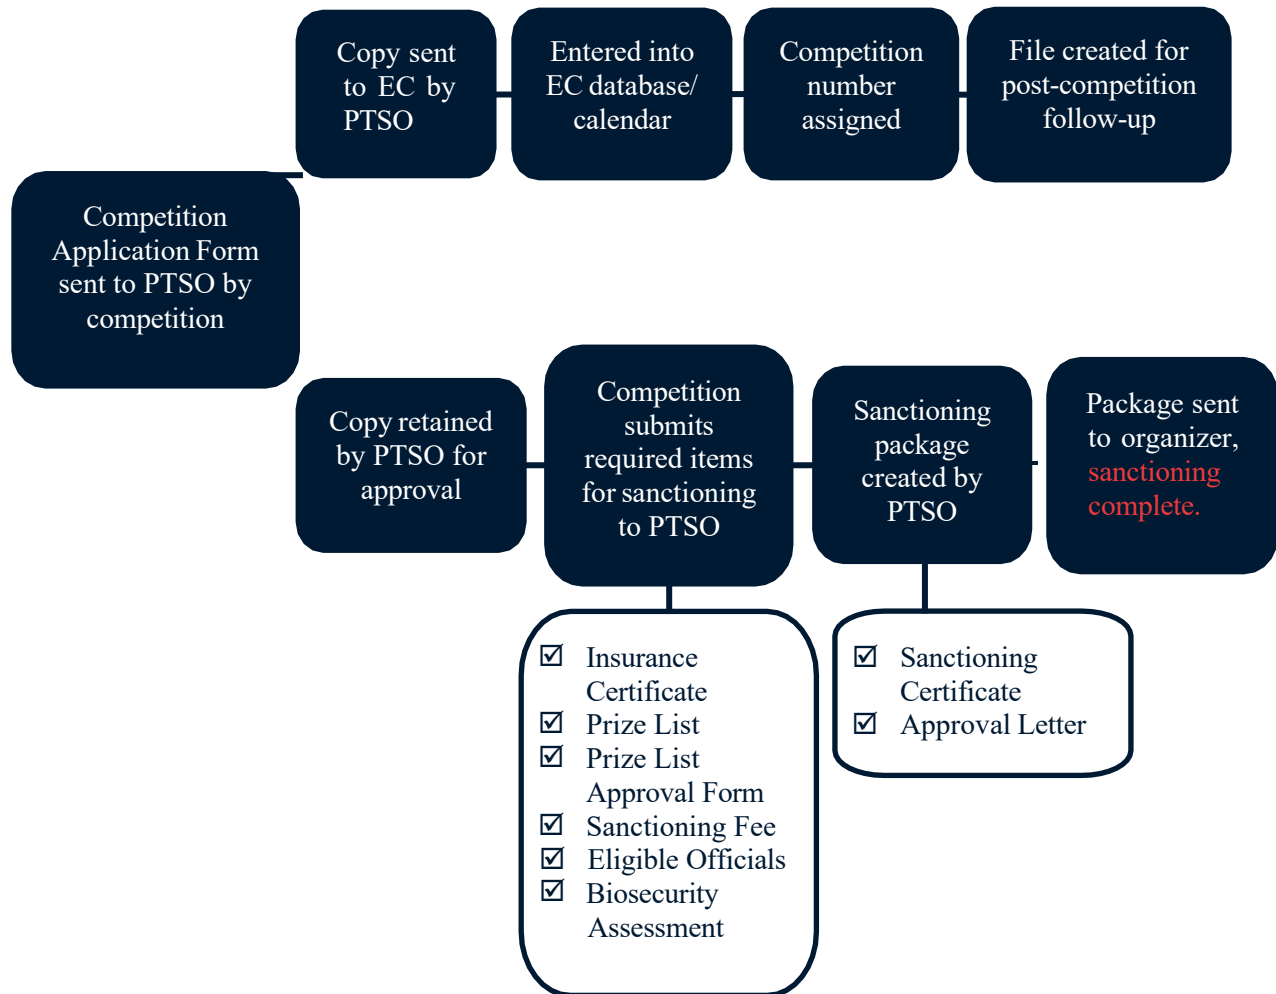 Copy sent
to EC by
PTSO
Entered into
EC database/
calendar
Competition
number
assigned
File created for
post-competition
follow-up
Competition
Application Form
sent to PTSO by
competition
Copy retained
by PTSO for
approval
Competition
submits
required items
for sanctioning
to PTSO
Sanctioning
package
created by
PTSO
Package sent
to organizer,
sanctioning
complete.
☑ Insurance
Certificate
☑ Prize List
☑ Prize List
Approval Form
☑ Sanctioning Fee
☑ Eligible Officials
☑ Biosecurity
Assessment
☑ Sanctioning
Certificate
☑ Approval Letter